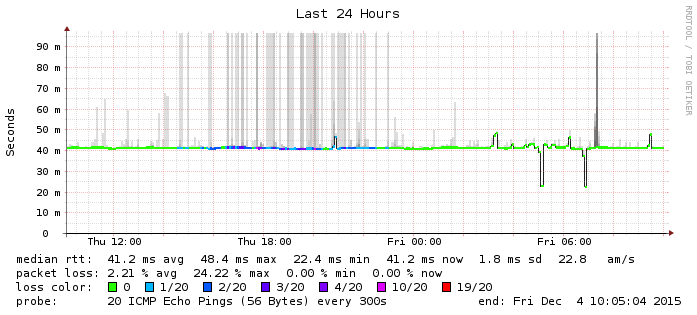 Last 24 Hours
RRDTOOL / TOBI OETIKER
Seconds
90 m
80 m
70 m
60 m
50 m
40 m
30 m
20 m
10 m
0
Thu 12:00 Thu 18:00 Fri 00:00 Fri 06:00
median rtt: 41.2 ms avg 48.4 ms max 22.4 ms min 41.2 ms now 1.8 ms sd 22.8 am/s
packet loss: 2.21 % avg 24.22 % max 0.00 % min 0.00 % now
loss color: 0 1/20 2/20 3/20 4/20 10/20 19/20
probe: 20 ICMP Echo Pings (56 Bytes) every 300s end: Fri Dec 4 10:05:04 2015